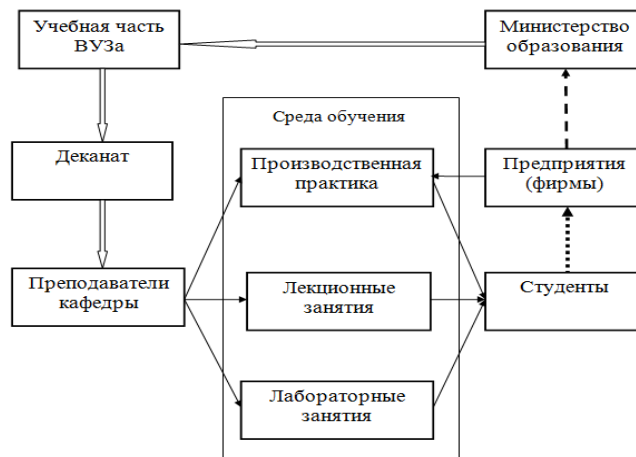 Учебная часть
ВУЗа
Министерство
образования
Среда обучения
Деканат
Производственная
практика
Предприятия
(фирмы)
Преподаватели
кафедры
Лекционные
занятия
Студенты
Лабораторные
занятия